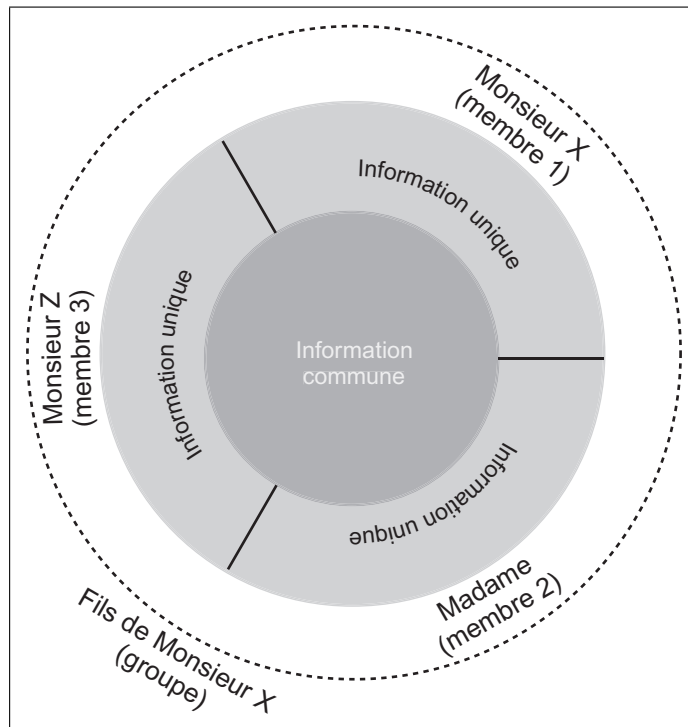 Monsieur X
(membre 1)
Information unique
Monsieur Z
(membre 3)
Information unique
Information
commune
Information unique
Madame
(membre 2)
Fils de Monsieur X
(groupe)